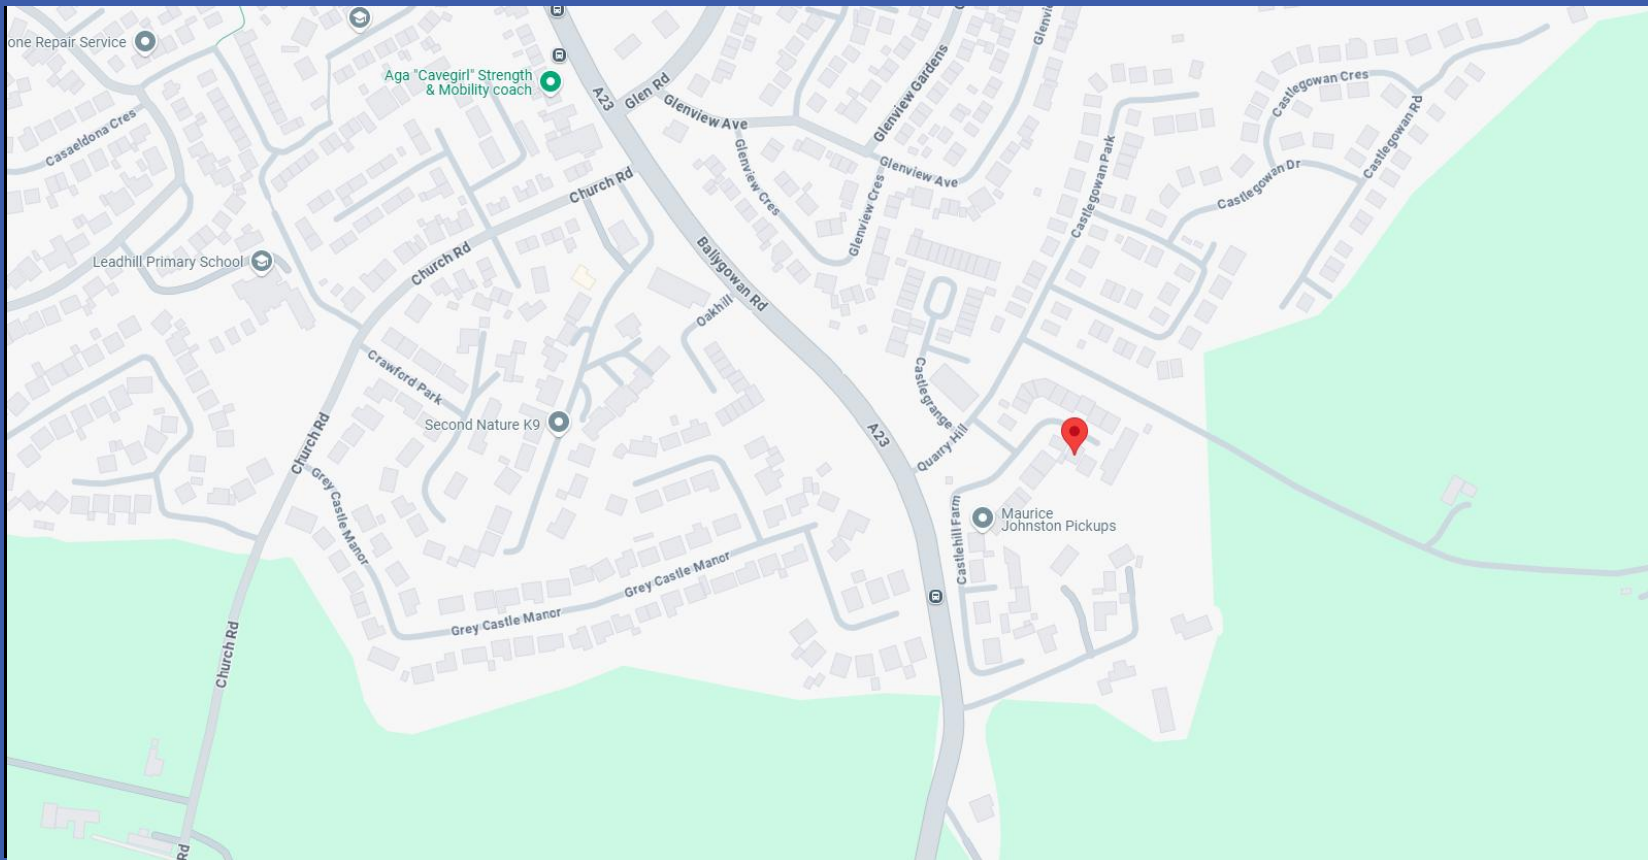 one Repair Service
Aga "Cavegirl" Strength
& Mobility coach
A23
Glen Rd
Glenview Ave
Glenview Gardens
Glenvi
Castlegowan Cres
Castlegowan Rd
Casaeldona Cres
Glenview Cres
Glenview Ave
Castlegowan Park
Castlegowan Dr
Church Rd
Glenview Cres
Church Rd
Leadhill Primary School
Ballygowan Rd
Oakhill
Crawford Park
Castlegrange
Second Nature K9
A23
Quarry Hill
Church Rd
Grey Castle Manor
Castlehill Farm
Maurice
Johnston Pickups
Grey Castle Manor
Grey Castle Manor
Church Rd
Rd